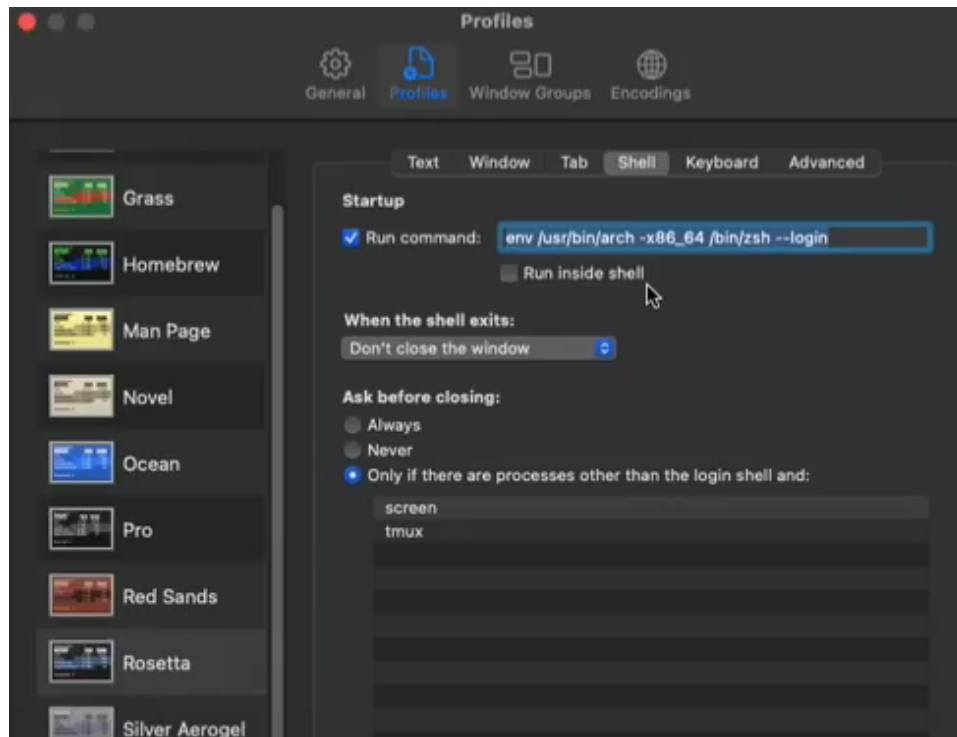 Profiles
General Profiles Window Groups Encodings
Text Window Tab Shell Keyboard Advanced
Grass
Homebrew
Man Page
Novel
Ocean
Pro
Red Sands
Rosetta
Silver Aerogel
Startup
Run command: env /usr/bin/arch -x86_64 /bin/zsh --login
Run inside shell
When the shell exits:
Don't close the window
Ask before closing:
Always
Never
Only if there are processes other than the login shell and:
screen
tmux